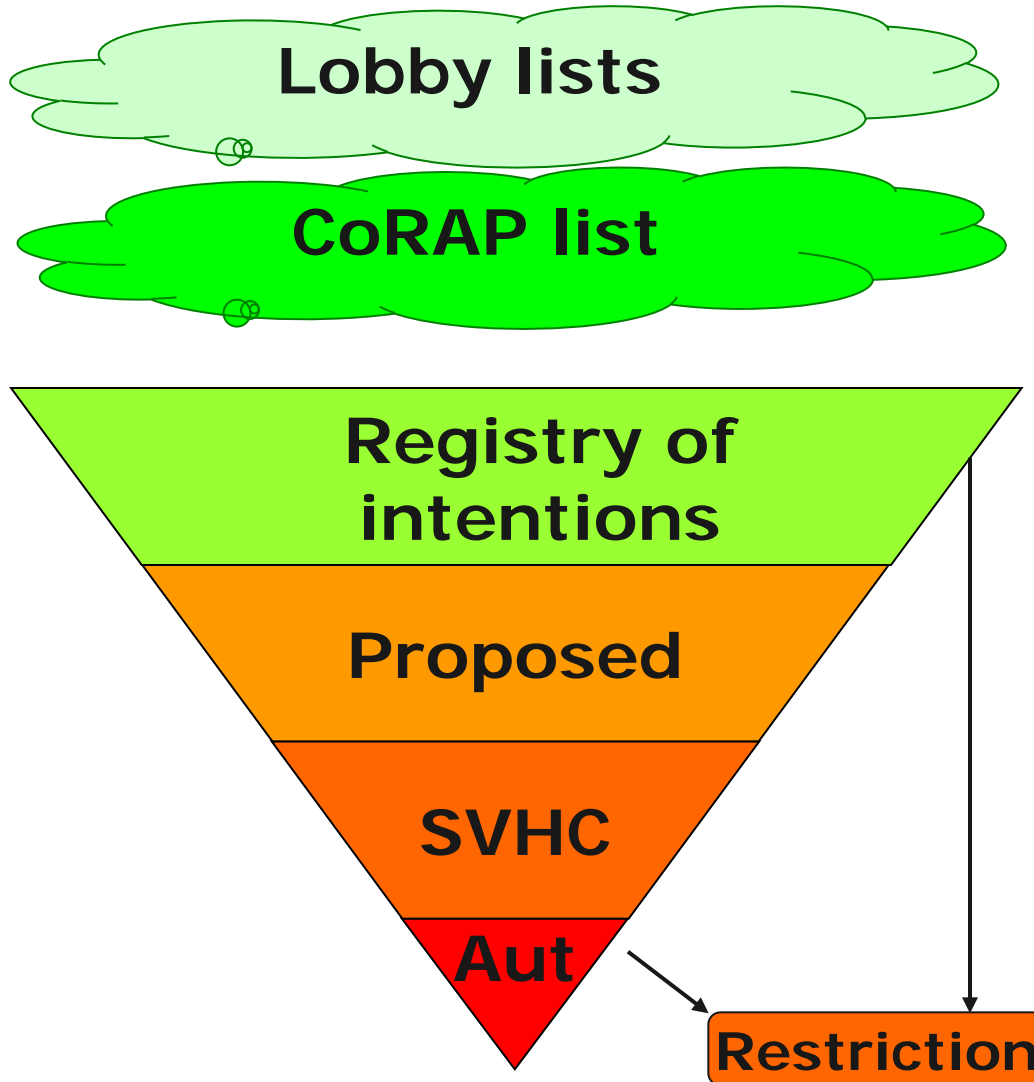 Lobby lists
CoRAP list
Registry of
intentions
Proposed
SVHC
Aut
Restriction